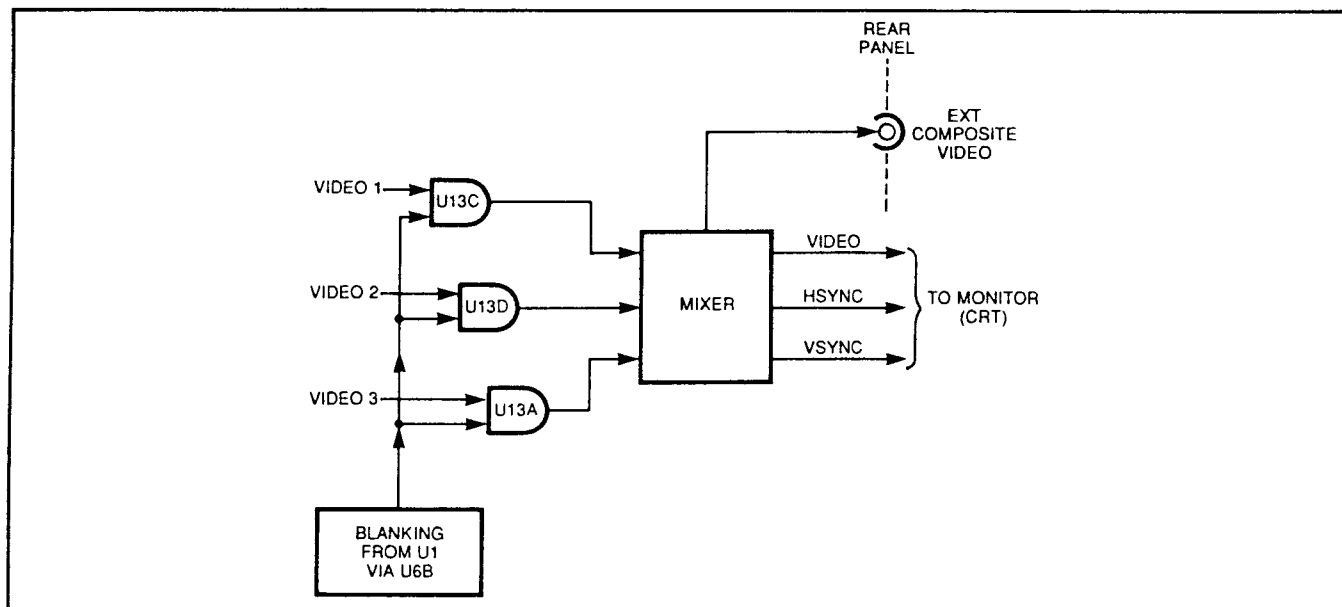 REAR
PANEL
EXT
COMPOSITE
VIDEO
VIDEO 1
U13C
VIDEO 2
U13D
VIDEO 3
U13A
MIXER
VIDEO
HSYNC
VSYNC
TO MONITOR
(CRT)
BLANKING
FROM U1
VIA U6B